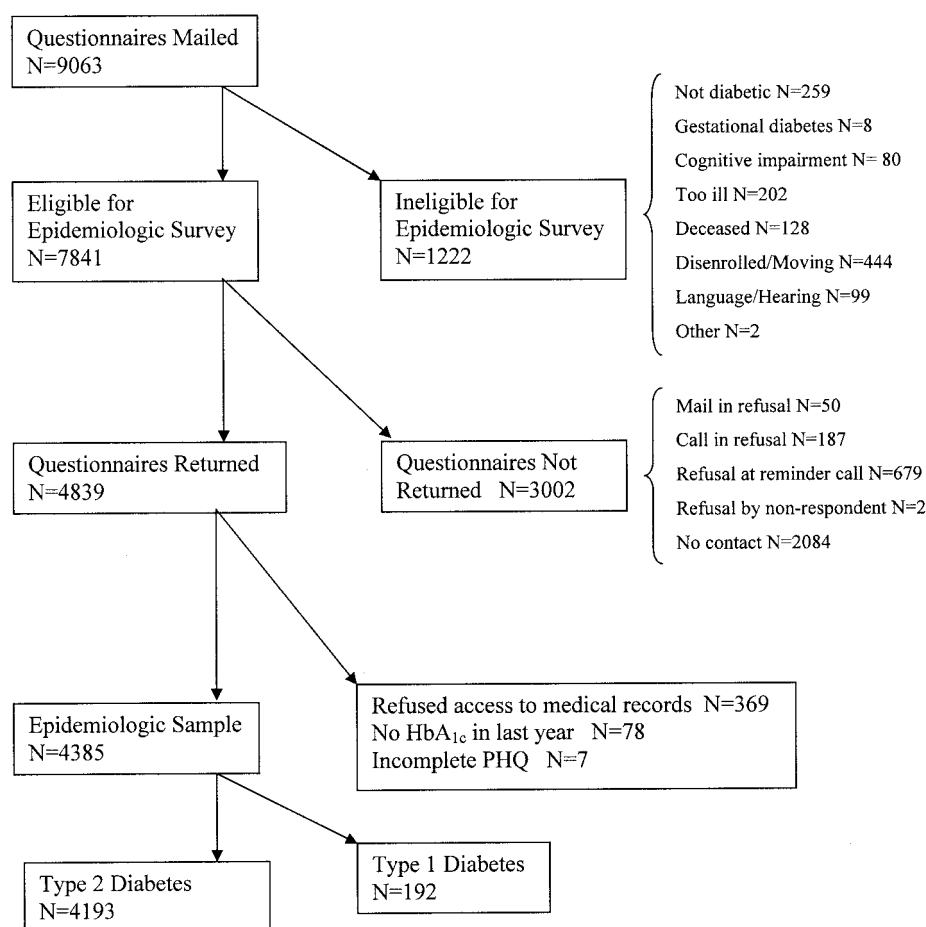 Questionnaires Mailed
N=9063
Not diabetic N=259
Gestational diabetes N=8
Cognitive impairment N= 80
Too ill N=202
Deceased N=128
Disenrolled/Moving N=444
Language/Hearing N=99
Other N=2
Eligible for
Epidemiologic Survey
N=7841
Ineligible for
Epidemiologic Survey
N=1222
Mail in refusal N=50
Call in refusal N=187
Refusal at reminder call N=679
Refusal by non-respondent N=2
No contact N=2084
Questionnaires Returned
N=4839
Questionnaires Not
Returned N=3002
Epidemiologic Sample
N=4385
Refused access to medical records N=369
No HbA1c in last year N=78
Incomplete PHQ N=7
Type 2 Diabetes
N=4193
Type 1 Diabetes
N=192